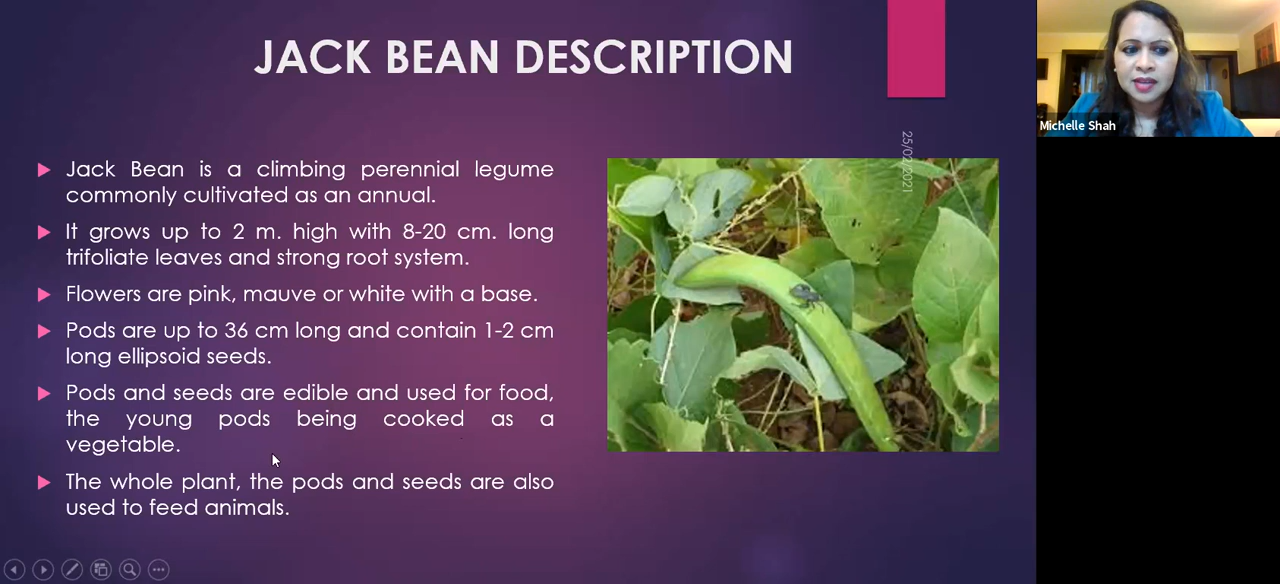 JACK BEAN DESCRIPTION
Michelle Shah
25/02/2021
Jack Bean is a climbing perennial legume
commonly cultivated as an annual.
It grows up to 2 m. high with 8-20 cm. long
trifoliate leaves and strong root system.
Flowers are pink, mauve or white with a base.
Pods are up to 36 cm long and contain 1-2 cm
long ellipsoid seeds.
Pods and seeds are edible and used for food,
the young pods being cooked as a
vegetable.
The whole plant, the pods and seeds are also
used to feed animals.